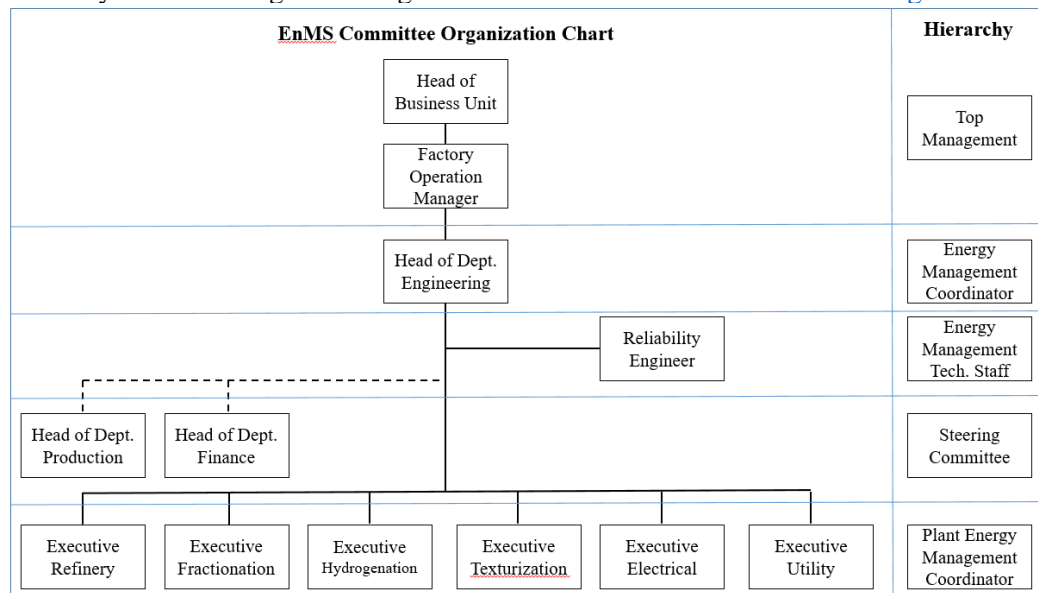 EnMS Committee Organization Chart
Hierarchy
Head of
Business Unit
Top
Management
Factory
Operation
Manager
Head of Dept.
Engineering
Energy
Management
Coordinator
Reliability
Engineer
Energy
Management
Tech. Staff
Head of Dept.
Production
Head of Dept.
Finance
Steering
Committee
Executive
Refinery
Executive
Fractionation
Executive
Hydrogenation
Executive
Texturization
Executive
Electrical
Executive
Utility
Plant Energy
Management
Coordinator